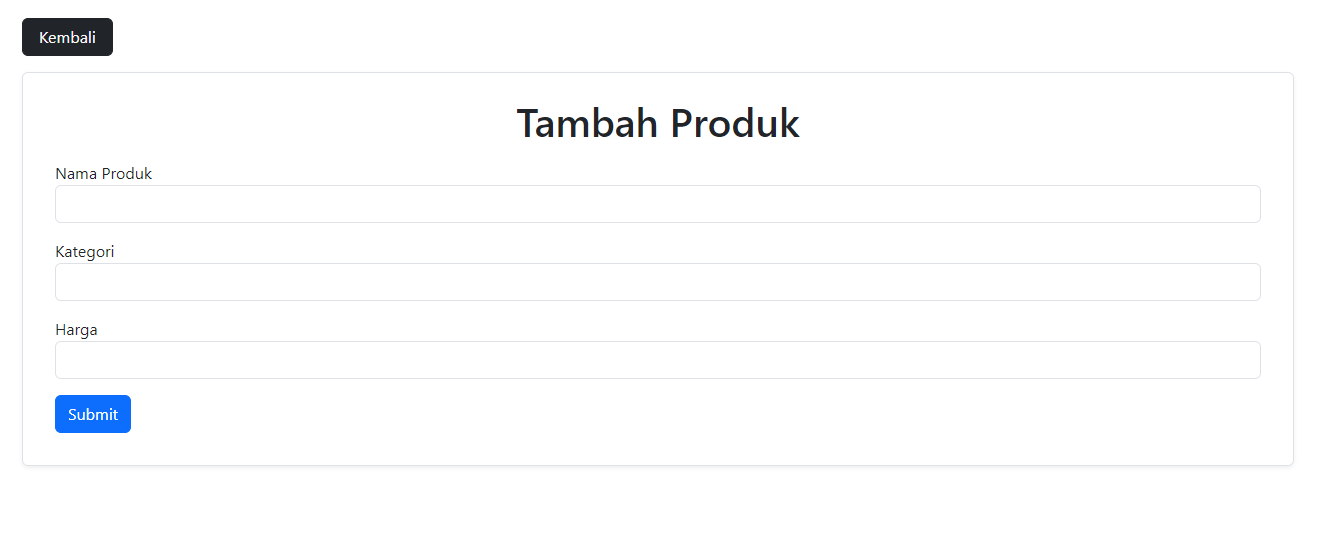 Kembali
Tambah Produk
Nama Produk
Kategori
Harga
Submit